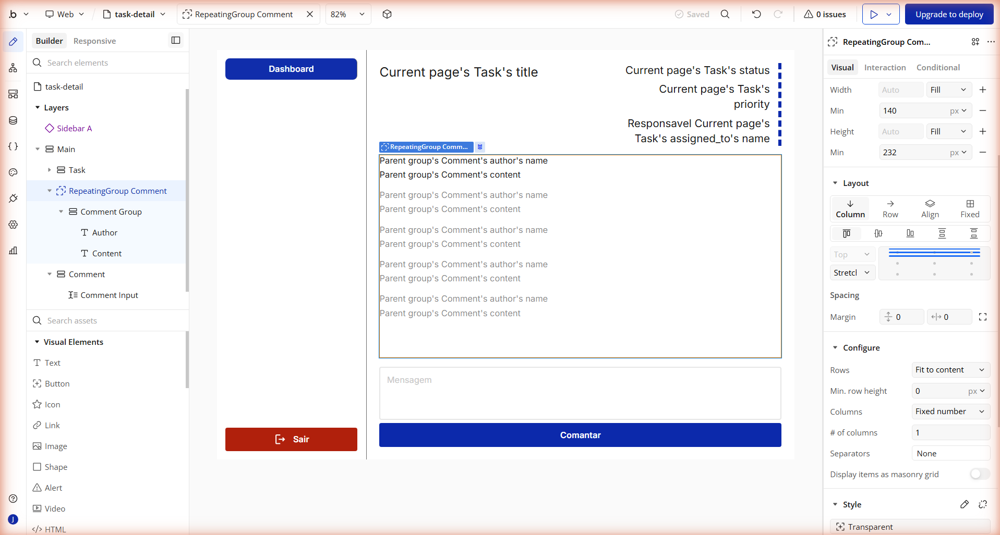 .b
Web
task-detail
RepeatingGroup Comment
82%
Saved
0 issues
Upgrade to deploy
Builder
Responsive
Search elements
task-detail
Layers
Sidebar A
Main
Task
RepeatingGroup Comment
Comment Group
Author
Content
Comment
Comment Input
Search assets
Visual Elements
Text
Button
Icon
Link
Image
Shape
Alert
Video
HTML
J
Dashboard
Sair
Current page's Task's title
Current page's Task's status
Current page's Task's
priority
Responsavel Current page's
Task's assigned_to's name
RepeatingGroup Comm...
Parent group's Comment's author's name
Parent group's Comment's content
Parent group's Comment's author's name
Parent group's Comment's content
Parent group's Comment's author's name
Parent group's Comment's content
Parent group's Comment's author's name
Parent group's Comment's content
Parent group's Comment's author's name
Parent group's Comment's content
Mensagem
Comantar
RepeatingGroup Com...
Visual
Interaction
Conditional
Width
Auto
Fill
Min
140
px
Height
Auto
Fill
Min
232
px
Layout
Column
Row
Align
Fixed
Top
Stretcl
Spacing
Margin
0
0
Configure
Rows
Fit to content
Min. row height
0
px
Columns
Fixed number
# of columns
1
Separators
None
Display items as masonry grid
Style
Transparent